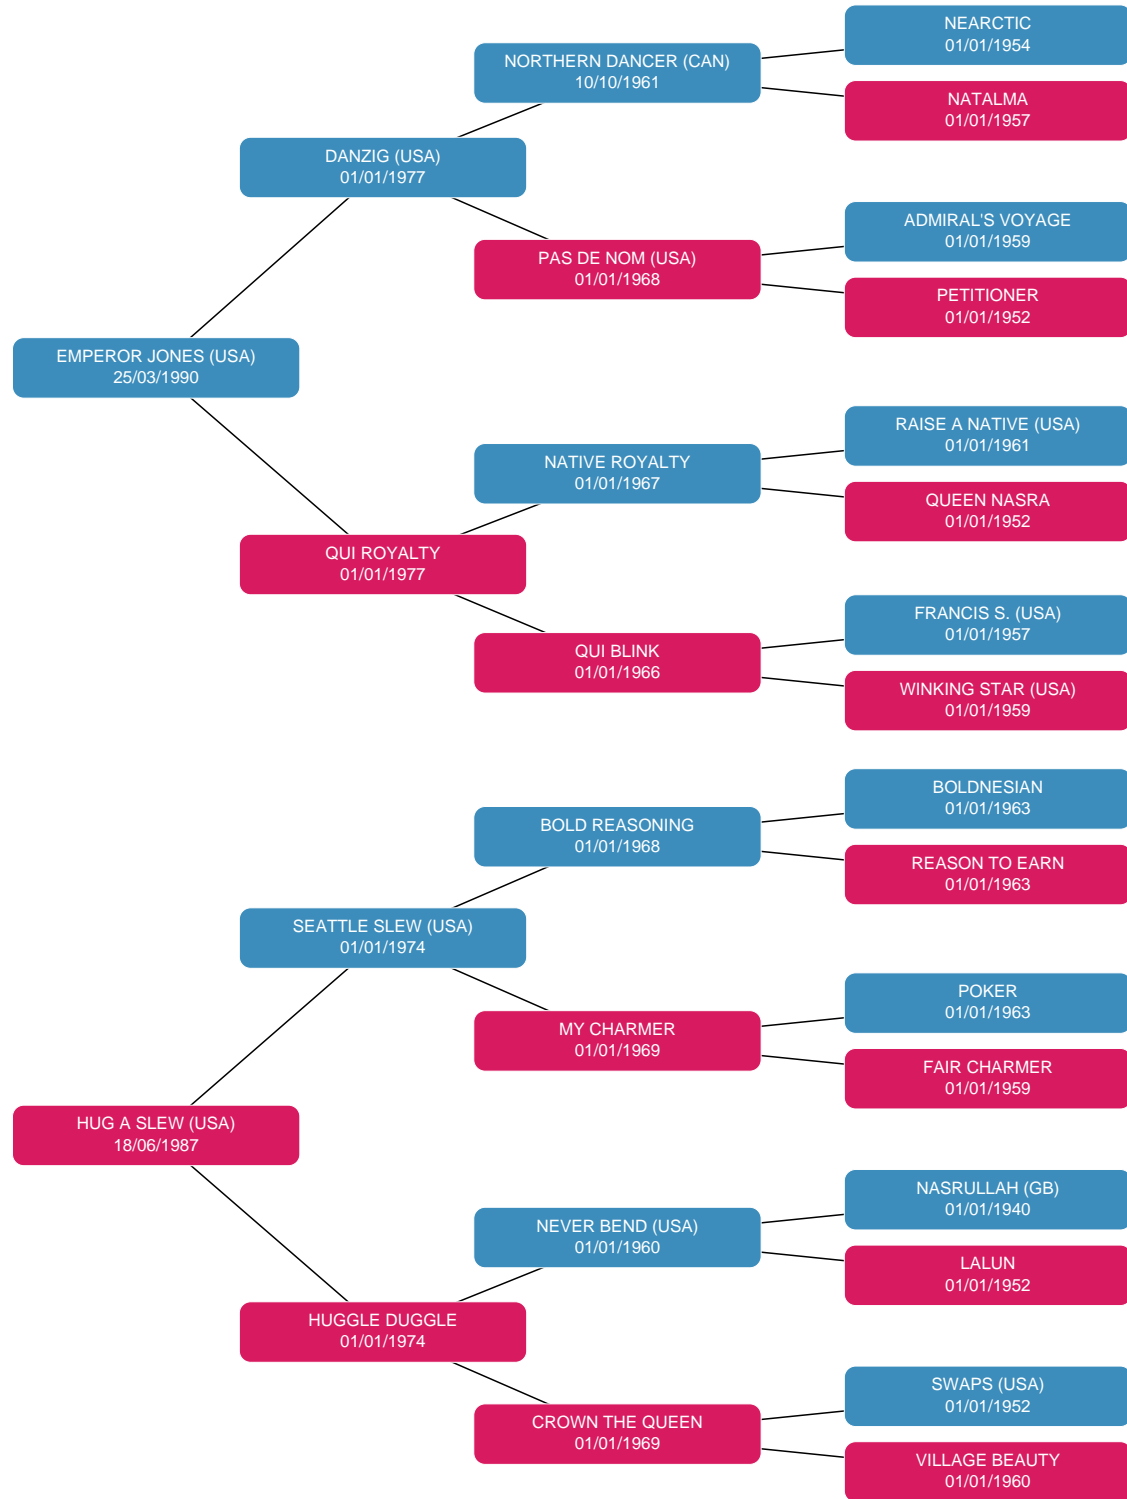 NEARCTIC
01/01/1954
NORTHERN DANCER (CAN)
10/10/1961
NATALMA
01/01/1957
DANZIG (USA)
01/01/1977
ADMIRAL'S VOYAGE
01/01/1959
PAS DE NOM (USA)
01/01/1968
PETITIONER
01/01/1952
EMPEROR JONES (USA)
25/03/1990
RAISE A NATIVE (USA)
01/01/1961
NATIVE ROYALTY
01/01/1967
QUEEN NASRA
01/01/1952
QUI ROYALTY
01/01/1977
FRANCIS S. (USA)
01/01/1957
QUI BLINK
01/01/1966
WINKING STAR (USA)
01/01/1959
BOLDNESIAN
01/01/1963
BOLD REASONING
01/01/1968
REASON TO EARN
01/01/1963
SEATTLE SLEW (USA)
01/01/1974
POKER
01/01/1963
MY CHARMER
01/01/1969
FAIR CHARMER
01/01/1959
HUG A SLEW (USA)
18/06/1987
NASRULLAH (GB)
01/01/1940
NEVER BEND (USA)
01/01/1960
LALUN
01/01/1952
HUGGLE DUGGLE
01/01/1974
SWAPS (USA)
01/01/1952
CROWN THE QUEEN
01/01/1969
VILLAGE BEAUTY
01/01/1960